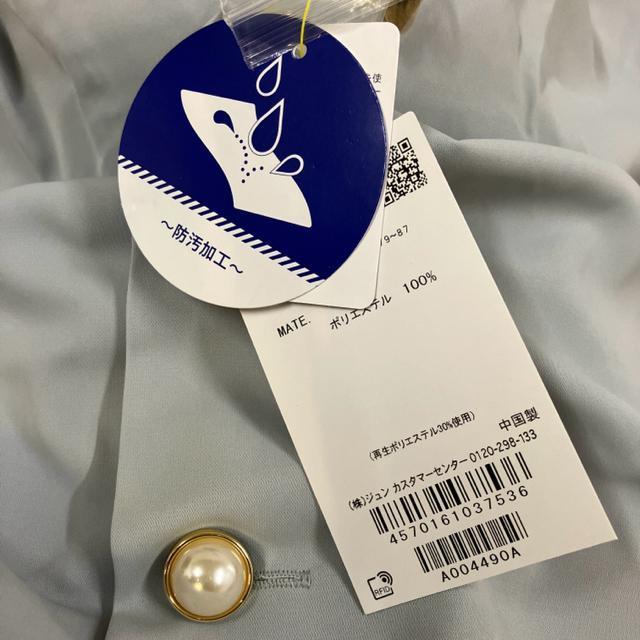 〜防汚加工〜
使
9~87
MATE. ポリエステル 100%
(再生ポリエステル30%使用)
中国製
(株)ジュン カスタマーセンター 0120-298-133
4570161037536
A004490A
RFID